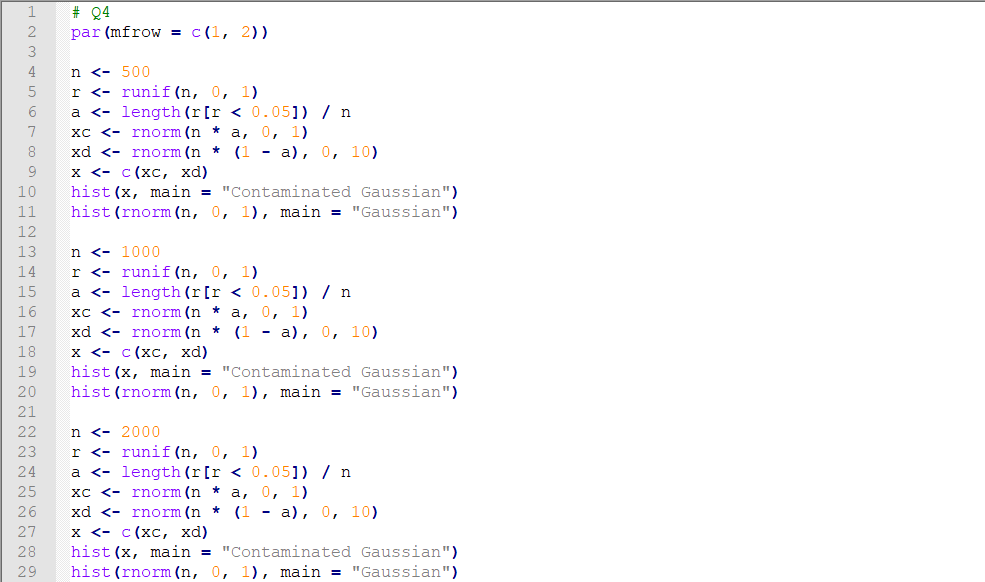 1 # Q4
2 par(mfrow = c(1, 2))
3
4 n <- 500
5 r <- runif(n, 0, 1)
6 a <- length(r[r < 0.05]) / n
7 xc <- rnorm(n * a, 0, 1)
8 xd <- rnorm(n * (1 - a), 0, 10)
9 x <- c(xc, xd)
10 hist(x, main = "Contaminated Gaussian")
11 hist(rnorm(n, 0, 1), main = "Gaussian")
12
13 n <- 1000
14 r <- runif(n, 0, 1)
15 a <- length(r[r < 0.05]) / n
16 xc <- rnorm(n * a, 0, 1)
17 xd <- rnorm(n * (1 - a), 0, 10)
18 x <- c(xc, xd)
19 hist(x, main = "Contaminated Gaussian")
20 hist(rnorm(n, 0, 1), main = "Gaussian")
21
22 n <- 2000
23 r <- runif(n, 0, 1)
24 a <- length(r[r < 0.05]) / n
25 xc <- rnorm(n * a, 0, 1)
26 xd <- rnorm(n * (1 - a), 0, 10)
27 x <- c(xc, xd)
28 hist(x, main = "Contaminated Gaussian")
29 hist(rnorm(n, 0, 1), main = "Gaussian")